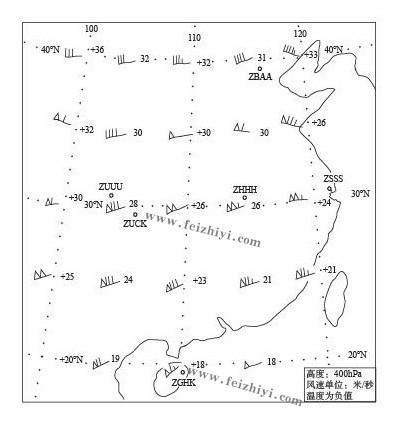 100 110 120
40°N +36 32 +32 31 +33 40°N
ZBAA
+32 30 +30 30 +26
ZUUU ZHHH ZSSS
+30 30°N 28 +26 26 +24 30°N
ZUCK
www.feizhiyi.com
+25 24 +23 21 +21
+20°N 19 +18 18 20°N
ZGHK
www.feizhiyi.com
高度：400hPa
风速单位：米/秒
温度为负值